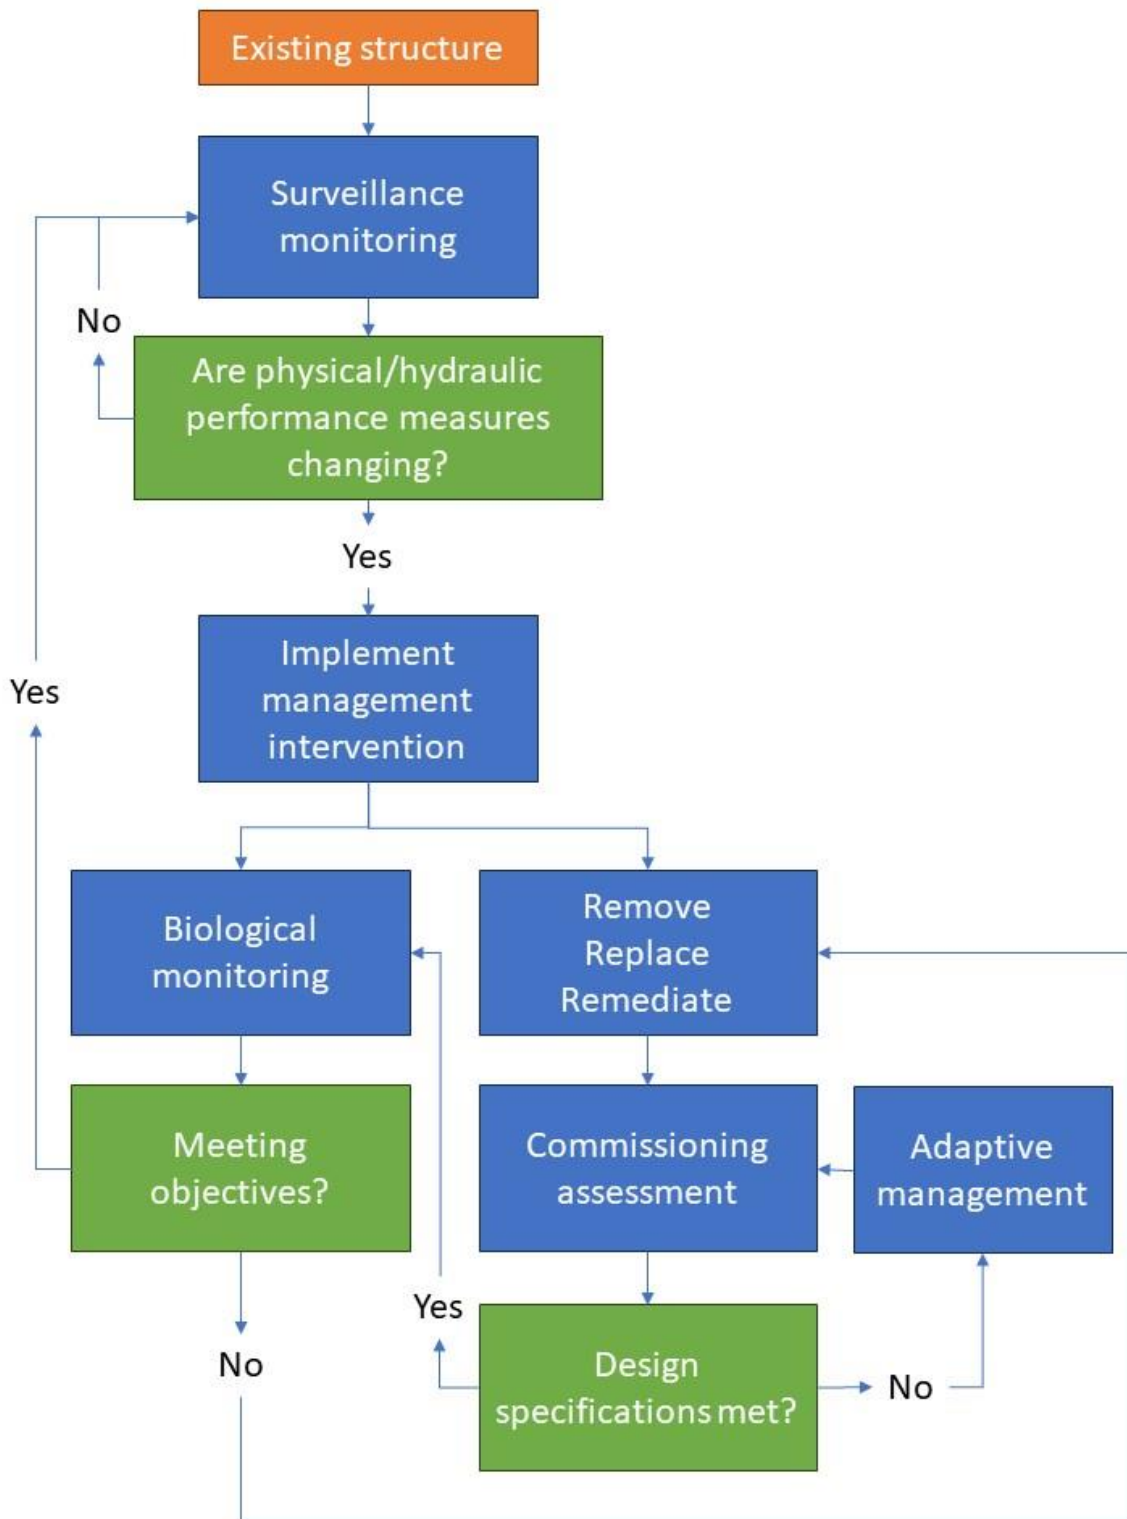 Existing structure
Surveillance
monitoring
No
Are physical/hydraulic
performance measures
changing?
Yes
Implement
management
intervention
Yes
Biological
monitoring
Remove
Replace
Remediate
Meeting
objectives?
Commissioning
assessment
Adaptive
management
Yes
No
Design
specifications met?
No